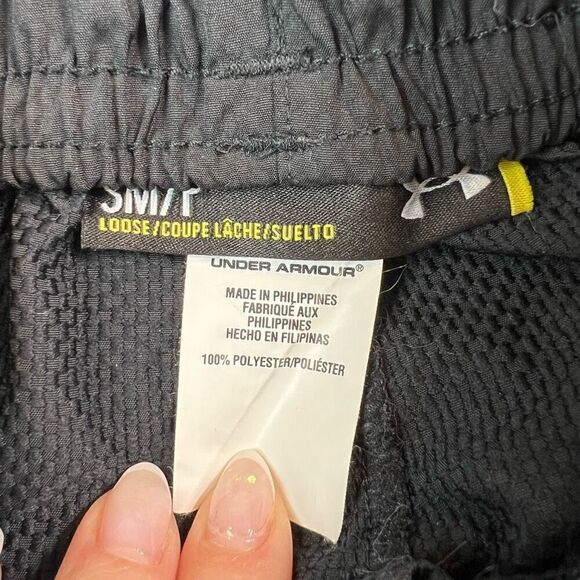 SM/P
LOOSE/COUPE LÂCHE/SUELTO
UNDER ARMOUR®
MADE IN PHILIPPINES
FABRIQUÉ AUX
PHILIPPINES
HECHO EN FILIPINAS
100% POLYESTER/POLIÉSTER